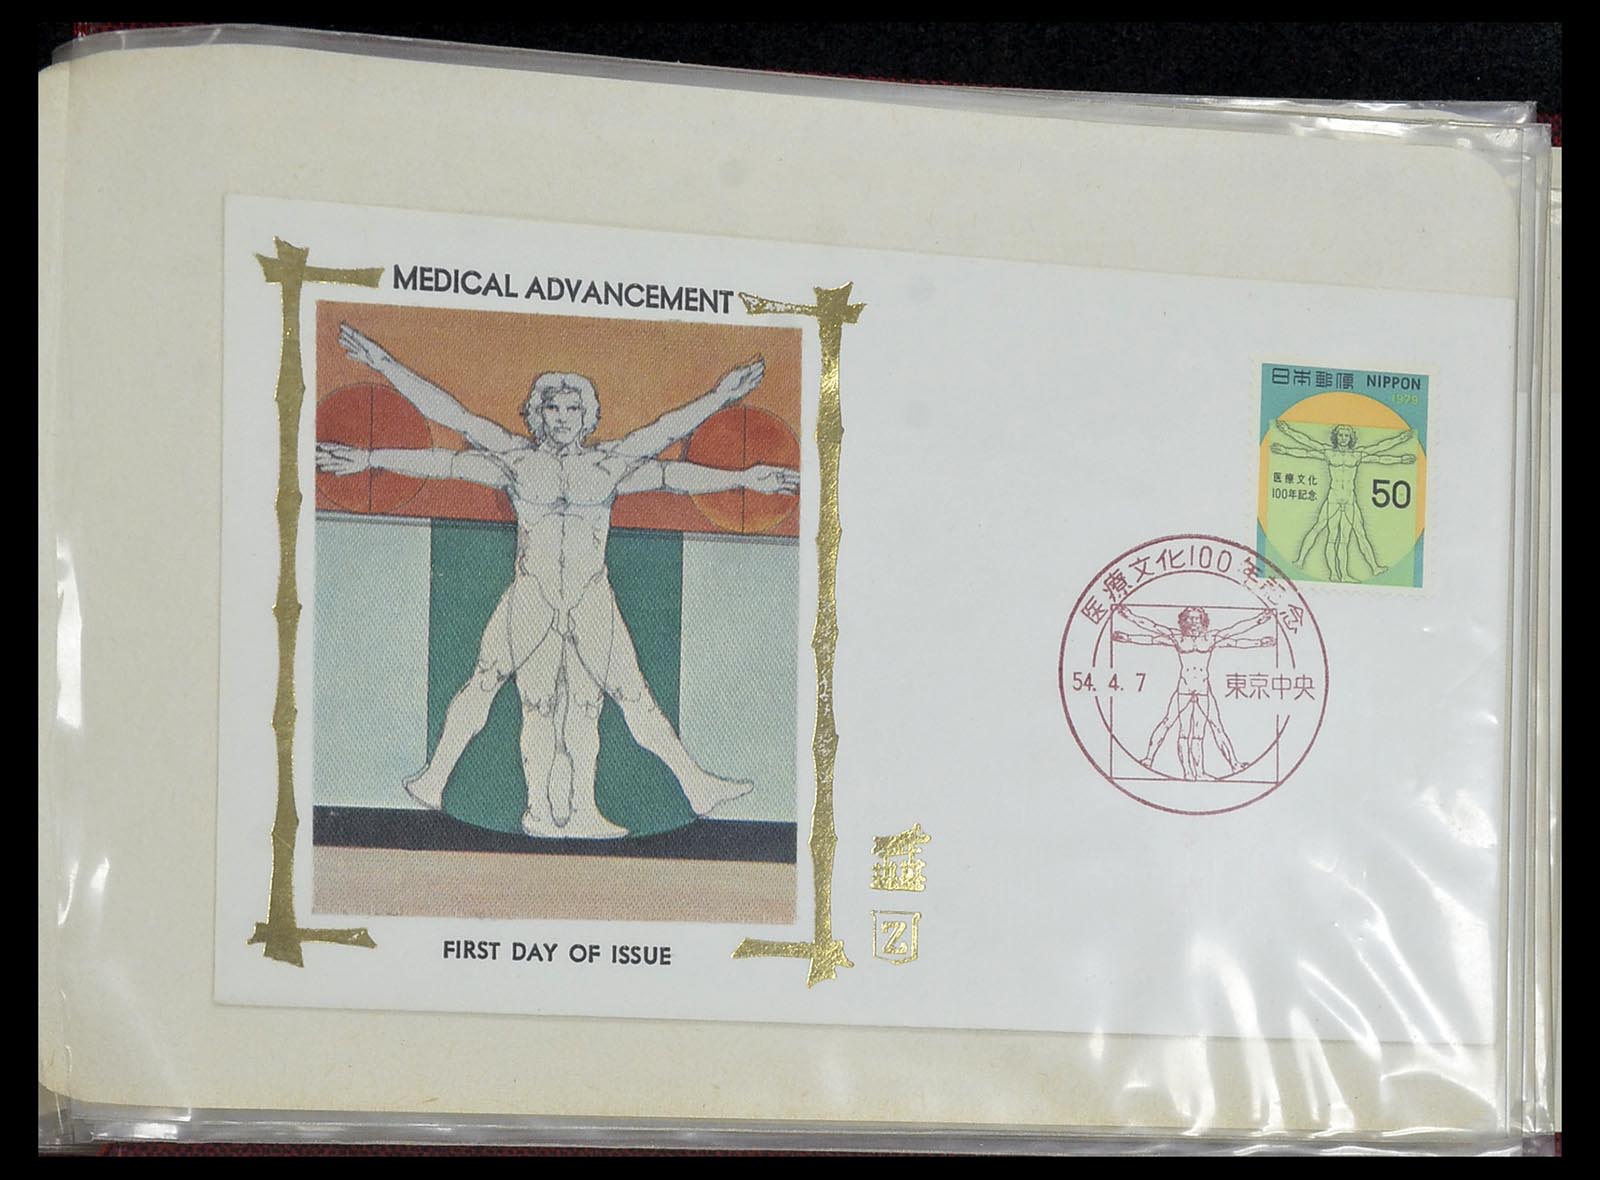 MEDICAL ADVANCEMENT
FIRST DAY OF ISSUE
Z
日本郵便 NIPPON
1979
医療文化
100年記念
50
医療文化100年記念
54. 4. 7
東京中央